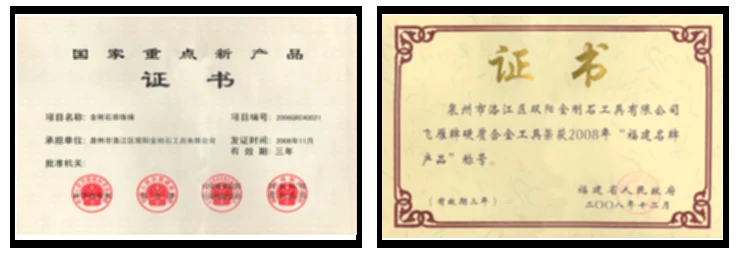 国家重点新产品
证书
项目名称：金刚石串珠绳
项目编号：2006GRC40021
承担单位：泉州市洛江区双阳金刚石工具有限公司
发证时间：2006年11月
有效期：三年
批准机关：
证书
泉州市洛江区双阳金刚石工具有限公司
飞雁牌硬质合金工具荣获2008年“福建名牌
产品”称号。
福建省人民政府
（有效期三年）
二〇〇八年十二月